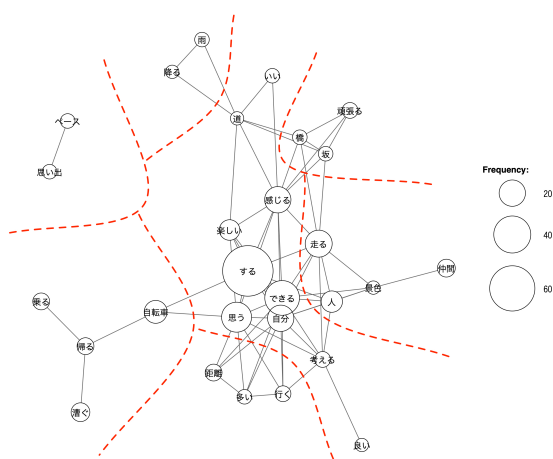 雨
降る
いい
頑張る
道
ペース
橋
坂
思い出
Frequency:
20
感じる
楽しい
走る
40
仲間
する
景色
60
できる
人
乗る
自転車
思う
自分
帰る
考える
距離
行く
多い
漕ぐ
良い